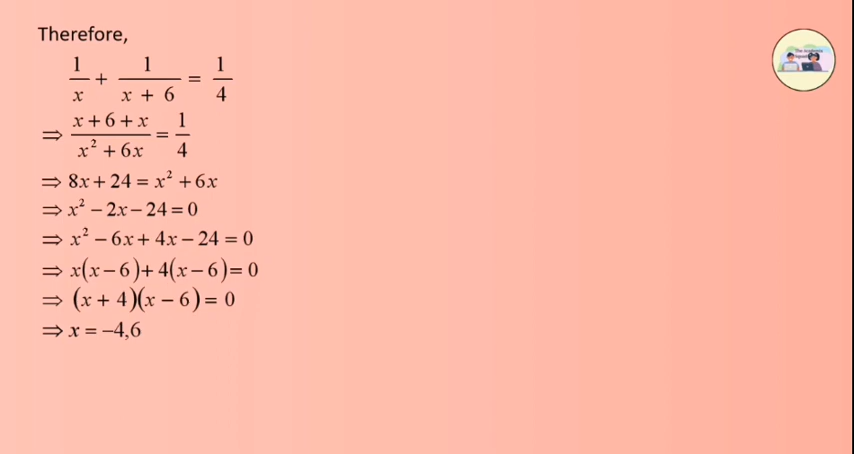 Therefore,
1/x + 1/(x + 6) = 1/4
⇒ (x + 6 + x)/(x² + 6x) = 1/4
⇒ 8x + 24 = x² + 6x
⇒ x² − 2x − 24 = 0
⇒ x² − 6x + 4x − 24 = 0
⇒ x(x − 6) + 4(x − 6) = 0
⇒ (x + 4)(x − 6) = 0
⇒ x = −4,6